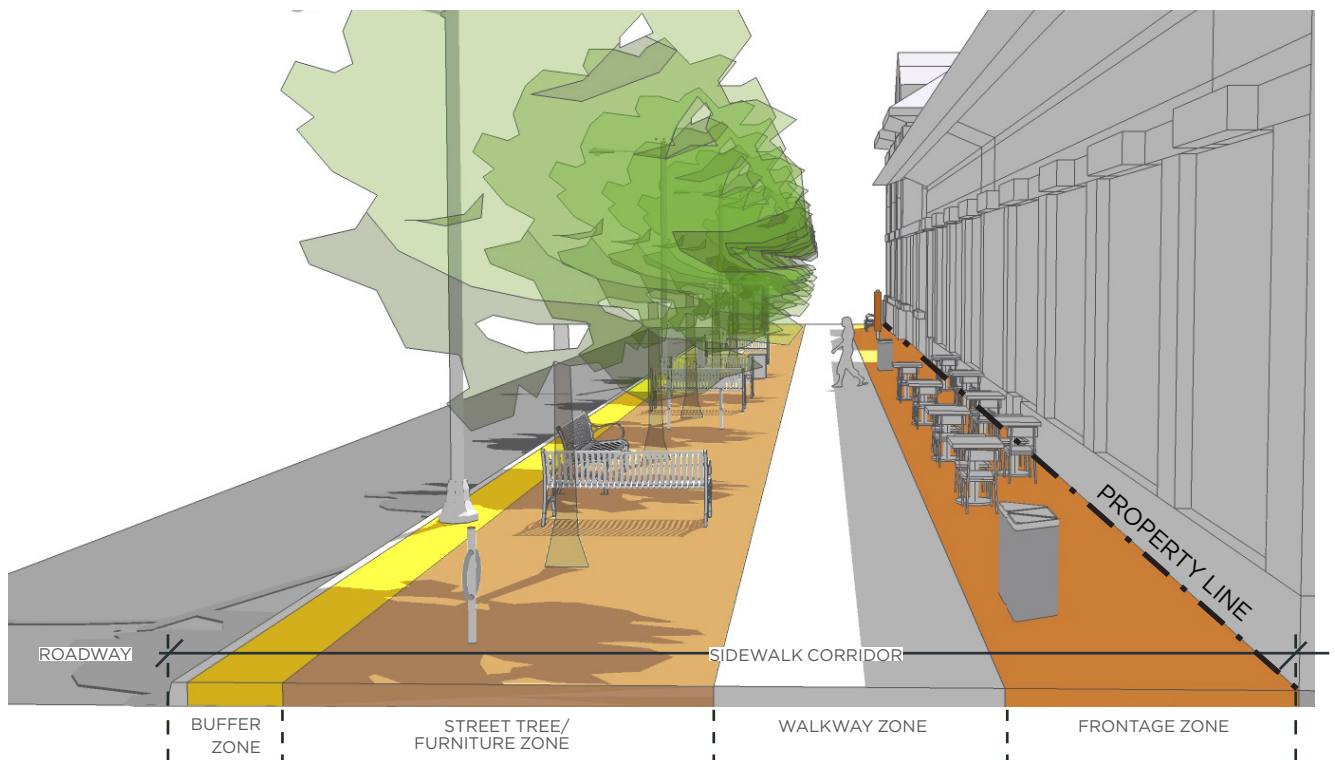 PROPERTY LINE
ROADWAY
SIDEWALK CORRIDOR
BUFFER
ZONE
STREET TREE/
FURNITURE ZONE
WALKWAY ZONE
FRONTAGE ZONE